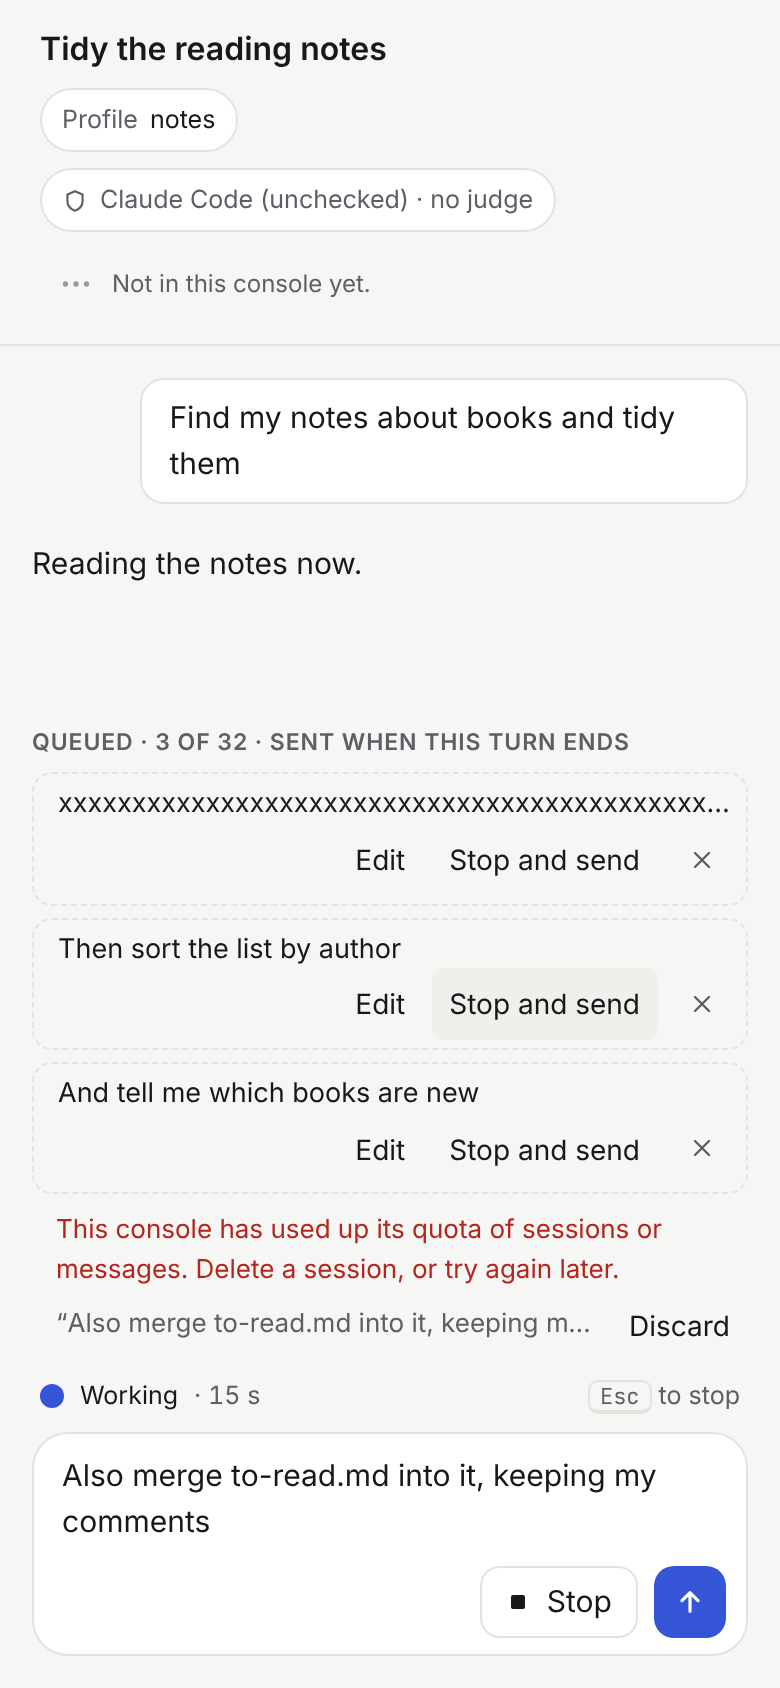 Tidy the reading notes
Profile notes
Claude Code (unchecked) · no judge
Not in this console yet.
Find my notes about books and tidy
them
Reading the notes now.
QUEUED · 3 OF 32 · SENT WHEN THIS TURN ENDS
xxxxxxxxxxxxxxxxxxxxxxxxxxxxxxxxxxxxxxxxxxxx…
Edit Stop and send
Then sort the list by author
Edit Stop and send
And tell me which books are new
Edit Stop and send
This console has used up its quota of sessions or
messages. Delete a session, or try again later.
“Also merge to-read.md into it, keeping m… Discard
Working · 15 s Esc to stop
Also merge to-read.md into it, keeping my
comments
Stop